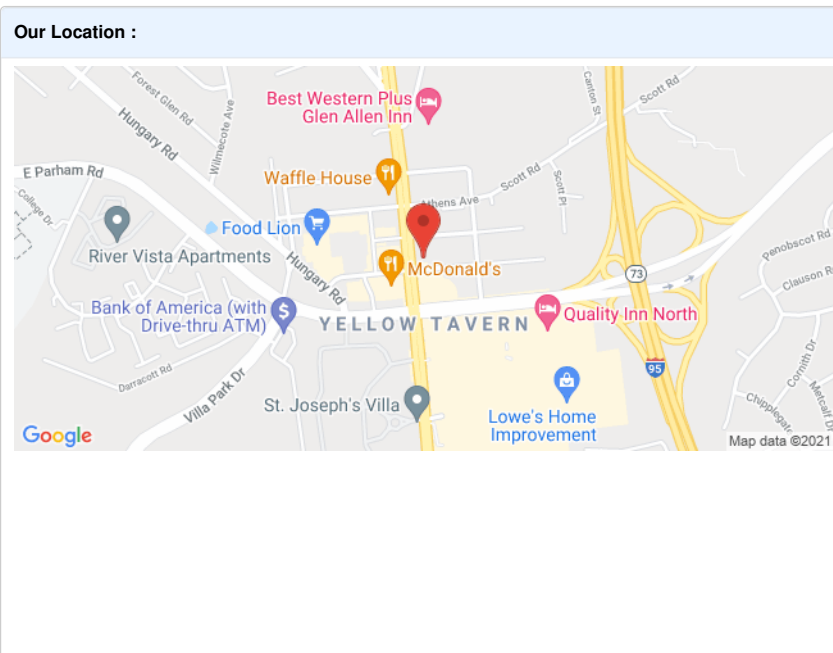 Our Location :
Forest Glen Rd
Hungary Rd
Wilmecote Ave
Best Western Plus
Glen Allen Inn
Canton St
Scott Rd
E Parham Rd
Waffle House
Scott Rd
Scott Pl
College Dr
Athens Ave
Food Lion
River Vista Apartments
Hungary Rd
McDonald's
Penobscot Rd
Clauson R
73
Bank of America (with
Drive-thru ATM)
$
YELLOW TAVERN
Quality Inn North
95
Darracott Rd
Villa Park Dr
St. Joseph's Villa
Cornith Dr
Metcalf Dr
Chipplegate
Lowe's Home
Improvement
Google
Map data ©2021